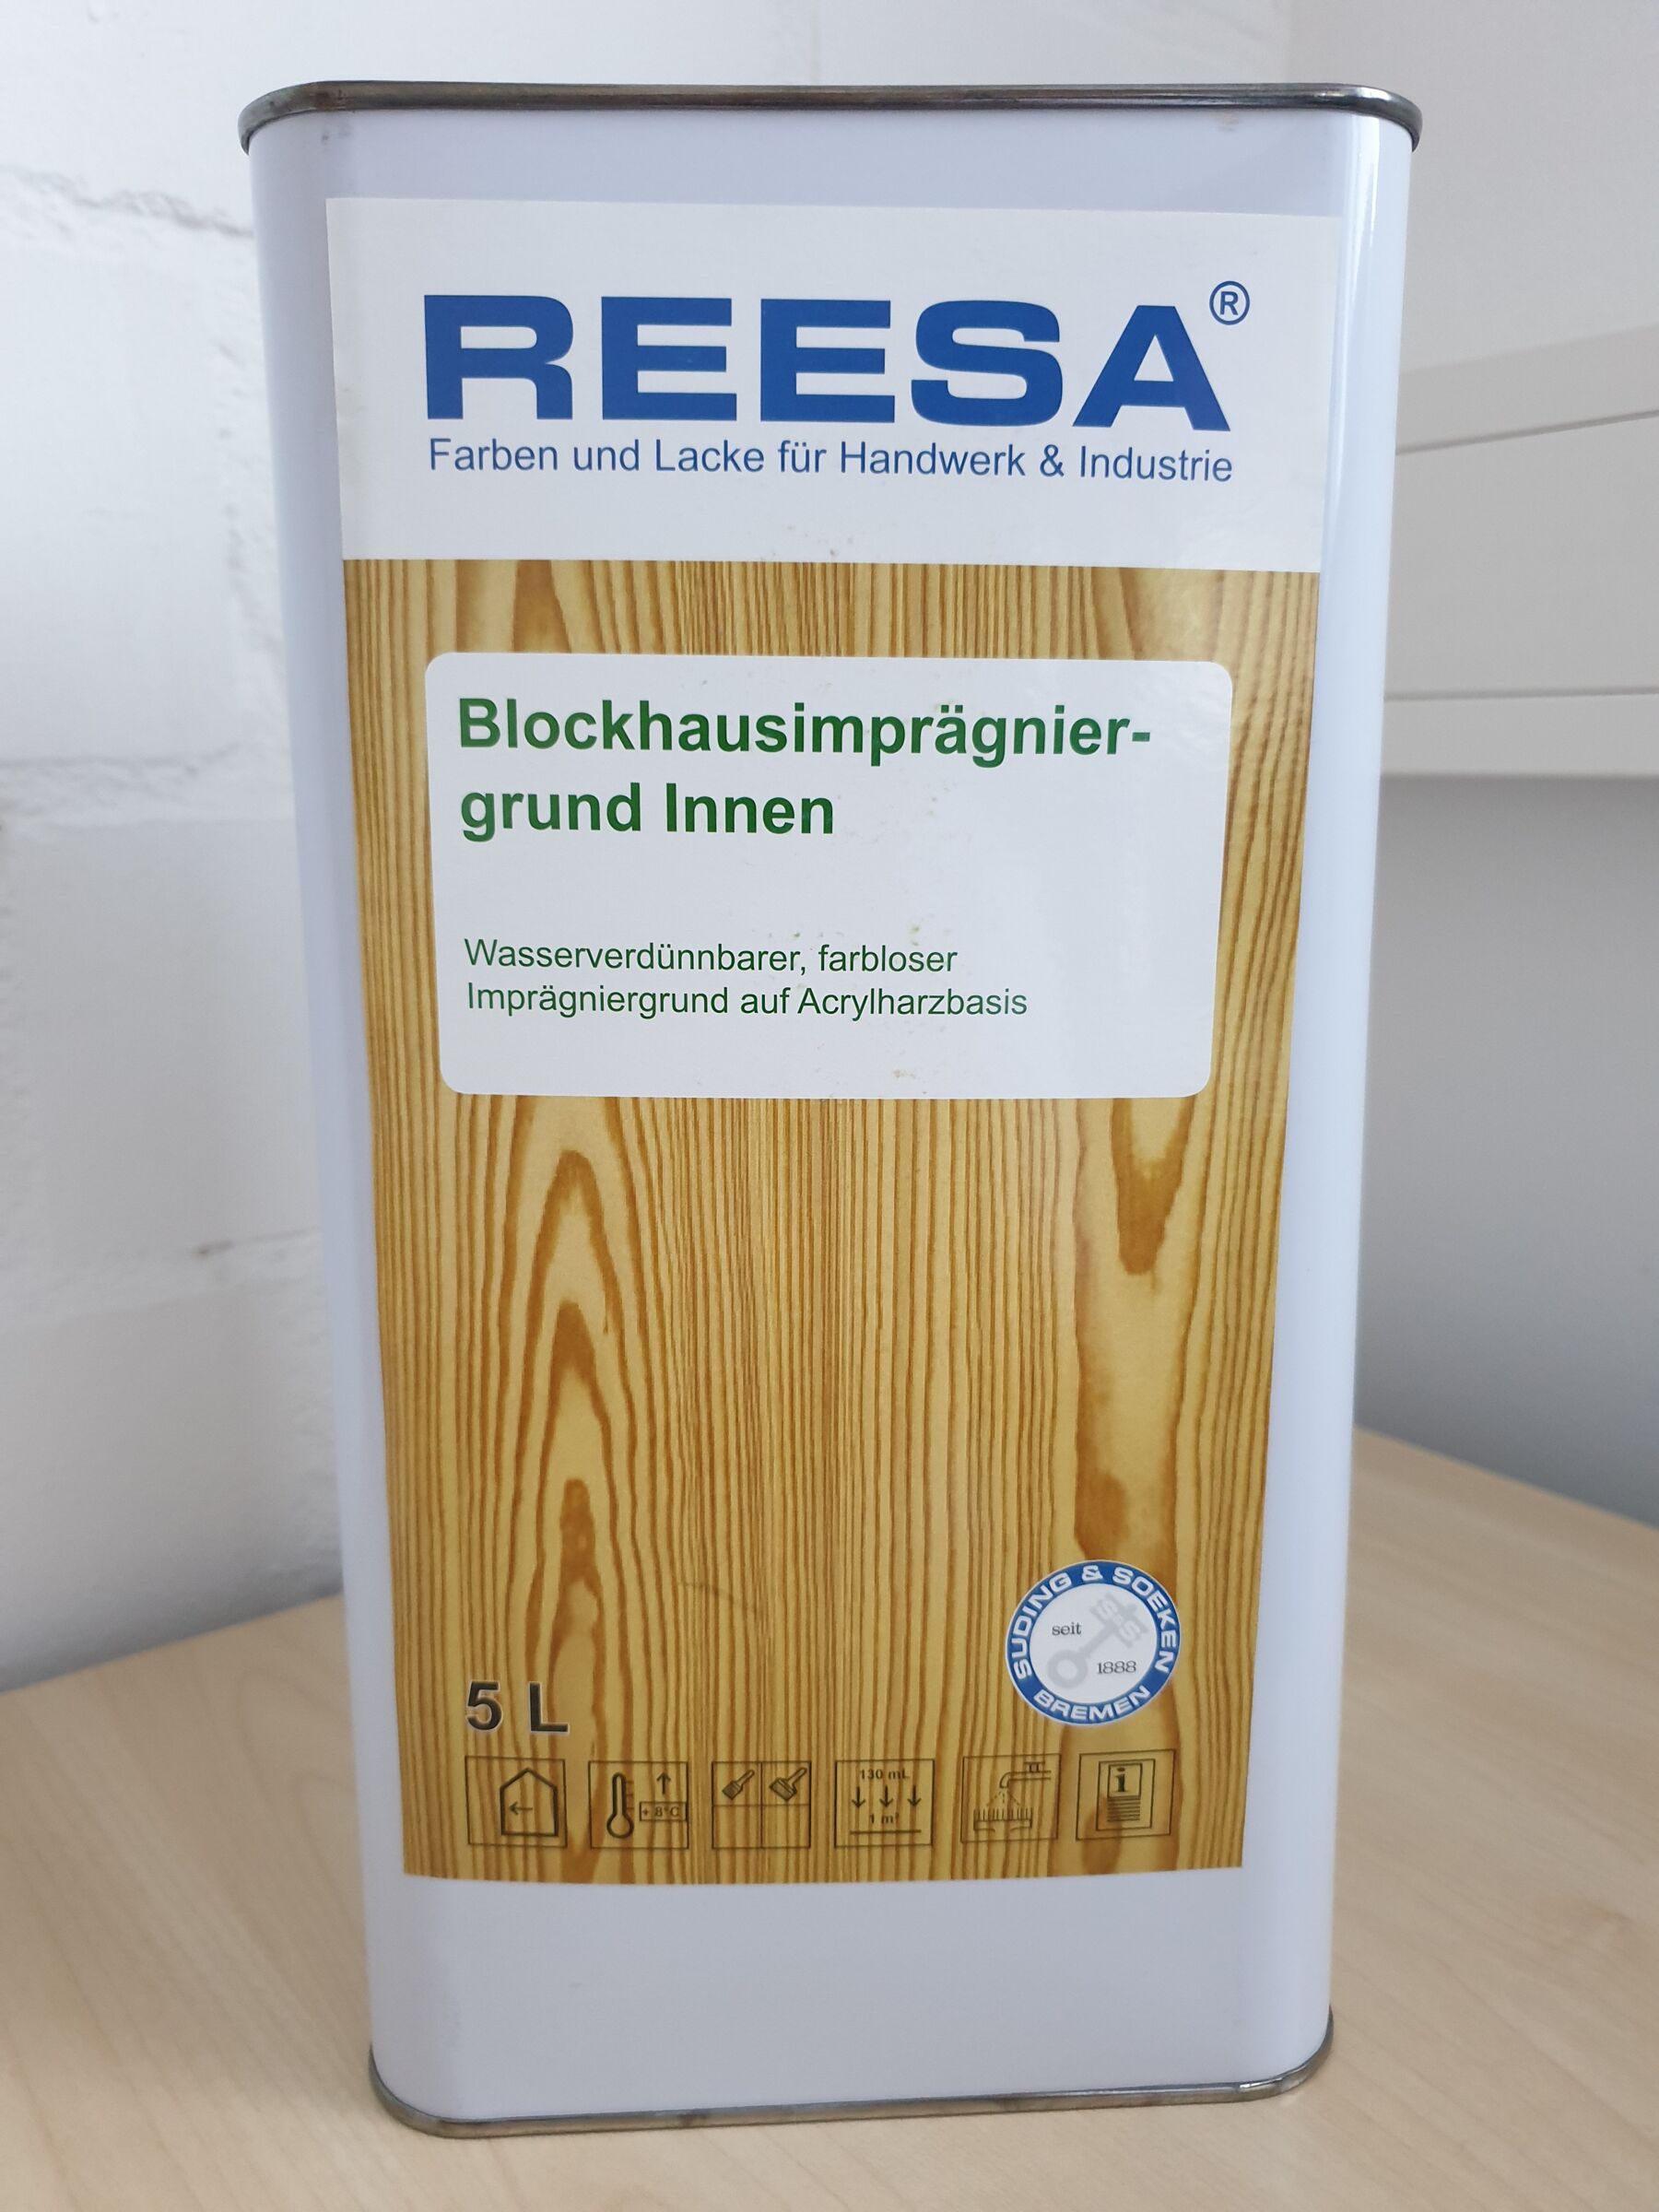 REESA®
Farben und Lacke für Handwerk & Industrie
Blockhausimprägnier-
grund Innen
Wasserverdünnbarer, farbloser
Imprägniergrund auf Acrylharzbasis
SUDING & SOEKEN
S&S
seit
1888
BREMEN
5 L
+ 8°C
130 mL
1 m²
i